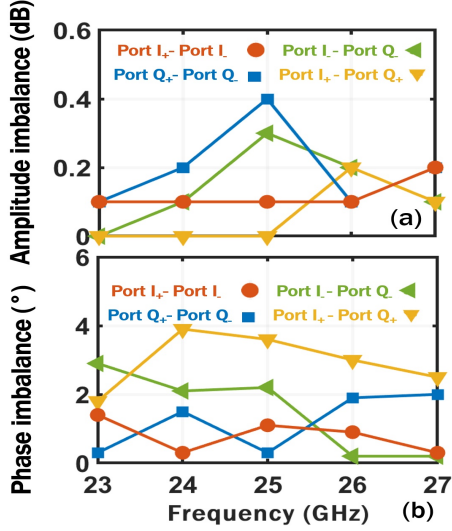 Amplitude imbalance (dB)
0.6
0.4
0.2
0
Port I+- Port I-
Port I-- Port Q-
Port Q+- Port Q-
Port I+- Port Q+
(a)
Phase imbalance (°)
6
4
2
0
Port I+- Port I-
Port I-- Port Q-
Port Q+- Port Q-
Port I+- Port Q+
23 24 25 26 27
Frequency (GHz)
(b)